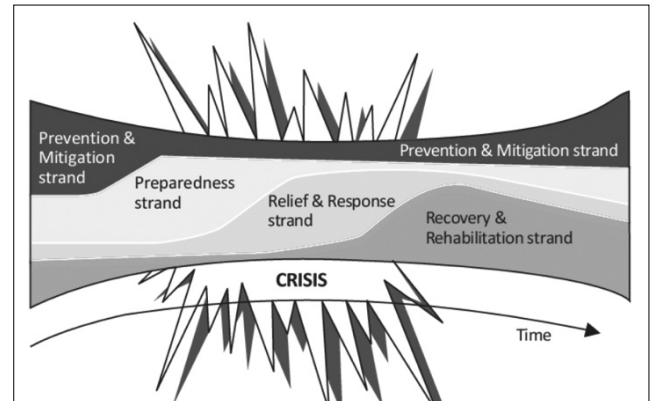 Prevention &
Mitigation
strand
Prevention & Mitigation strand
Preparedness
strand
Relief & Response
strand
Recovery &
Rehabilitation strand
CRISIS
Time